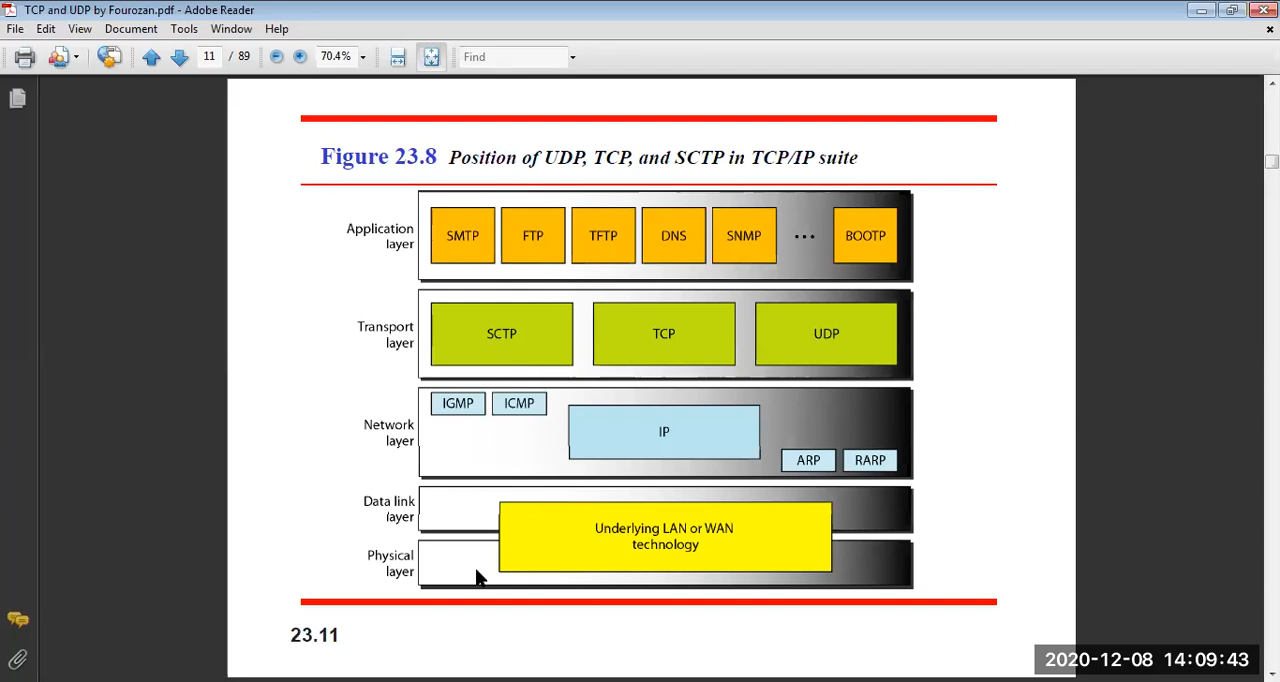 TCP and UDP by Fourozan.pdf - Adobe Reader
File Edit View Document Tools Window Help
11 / 89 70.4% Find
Figure 23.8 Position of UDP, TCP, and SCTP in TCP/IP suite
Application
layer
SMTP FTP TFTP DNS SNMP ... BOOTP
Transport
layer
SCTP TCP UDP
Network
layer
IGMP ICMP
IP
ARP RARP
Data link
layer
Underlying LAN or WAN
technology
Physical
layer
23.11
2020-12-08 14:09:43